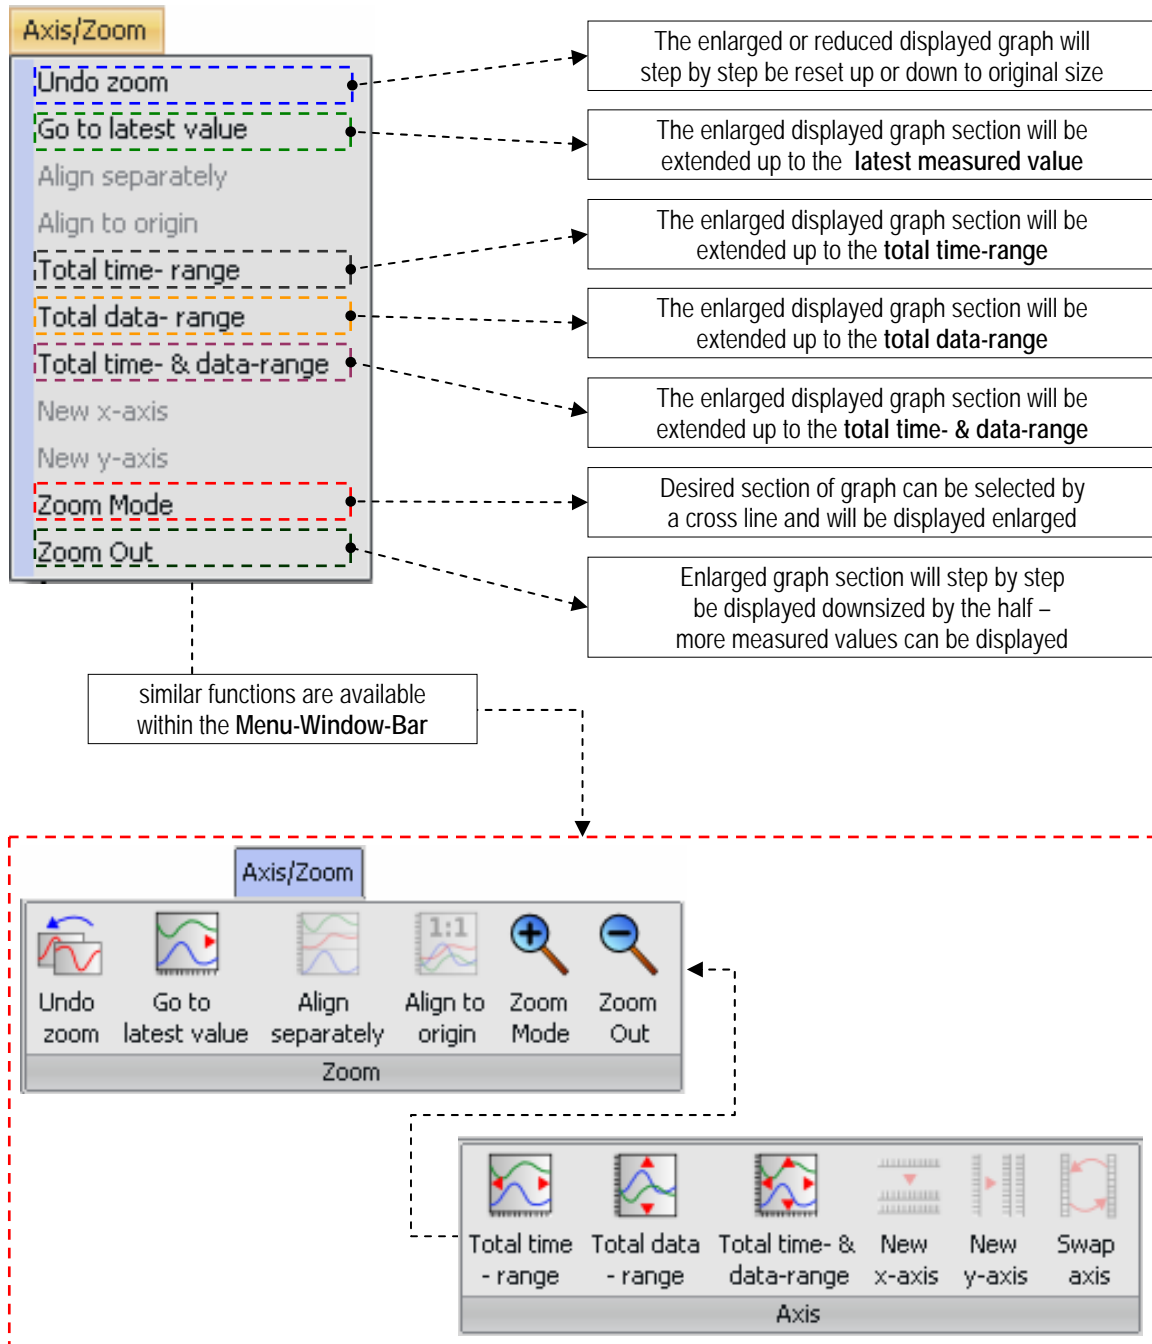 Axis/Zoom
Undo zoom
Go to latest value
Align separately
Align to origin
Total time- range
Total data- range
Total time- & data-range
New x-axis
New y-axis
Zoom Mode
Zoom Out
The enlarged or reduced displayed graph will
step by step be reset up or down to original size
The enlarged displayed graph section will be
extended up to the latest measured value
The enlarged displayed graph section will be
extended up to the total time-range
The enlarged displayed graph section will be
extended up to the total data-range
The enlarged displayed graph section will be
extended up to the total time- & data-range
Desired section of graph can be selected by
a cross line and will be displayed enlarged
Enlarged graph section will step by step
be displayed downsized by the half –
more measured values can be displayed
similar functions are available
within the Menu-Window-Bar
Axis/Zoom
1:1
Undo
zoom
Go to
latest value
Align
separately
Align to
origin
Zoom
Mode
Zoom
Out
Zoom
Total time
- range
Total data
- range
Total time- &
data-range
New
x-axis
New
y-axis
Swap
axis
Axis